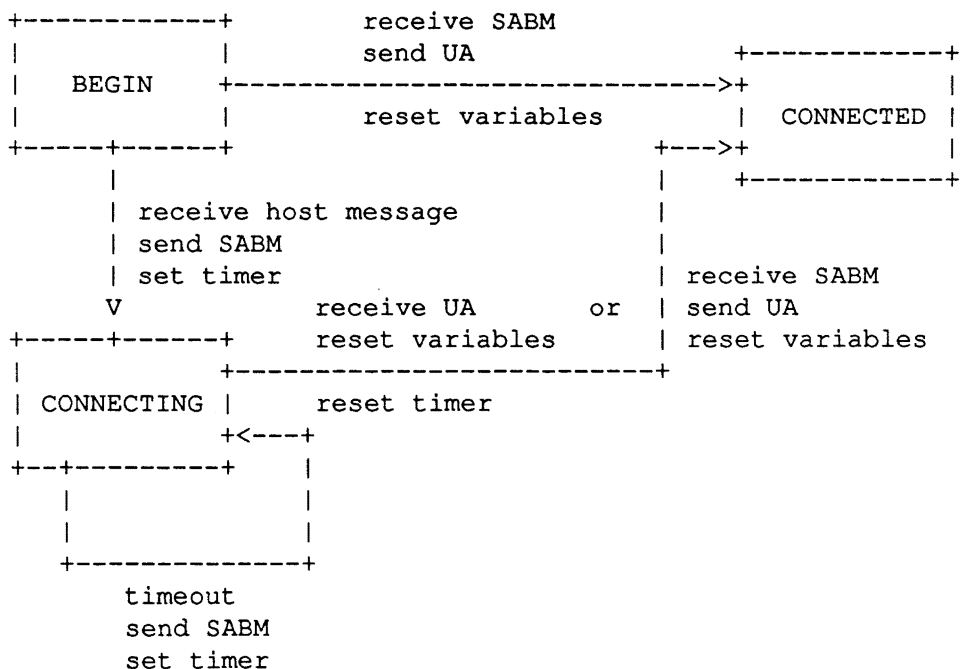 receive SABM
send UA
BEGIN
reset variables
CONNECTED
receive host message
send SABM
set timer
receive UA or
reset variables
receive SABM
send UA
reset variables
CONNECTING
reset timer
timeout
send SABM
set timer